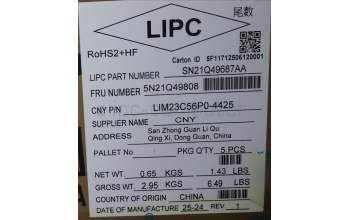 LIPC 尾数
RoHS2+HF
Carton ID 5F11712506120001
LIPC PART NUMBER SN21Q49687AA
FRU NUMBER 5N21Q49808
CNY P/N LIM23C56P0-4425
SUPPLIER NAME CNY
ADDRESS San Zhong Guan Li Qu
Qing Xi, Dong Guan, China
PALLET No. PKG Q'TY 5 PCS
NET WT. 0.65 KGS 1.43 LBS
GROSS WT. 2.95 KGS 6.49 LBS
COUNTRY OF ORIGIN CHINA
DATE OF MANUFACTURE 25-24 REV. 1